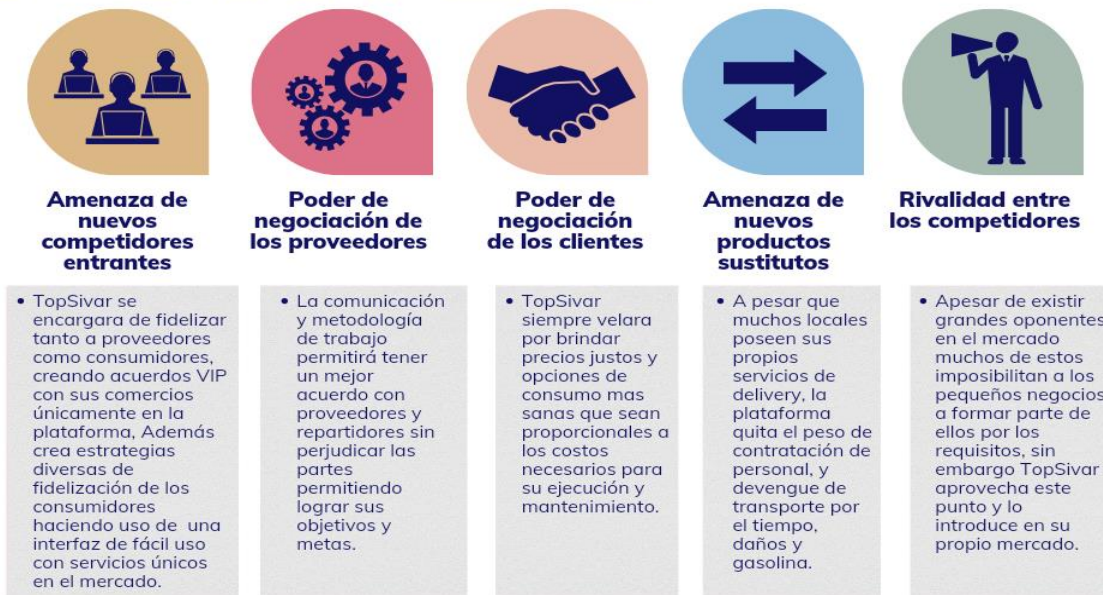 Amenaza de
nuevos
competidores
entrantes
• TopSivar se
encargara de fidelizar
tanto a proveedores
como consumidores,
creando acuerdos VIP
con sus comercios
únicamente en la
plataforma, Además
crea estrategias
diversas de
fidelización de los
consumidores
haciendo uso de una
interfaz de fácil uso
con servicios únicos
en el mercado.
Poder de
negociación de
los proveedores
• La comunicación
y metodología
de trabajo
permitirá tener
un mejor
acuerdo con
proveedores y
repartidores sin
perjudicar las
partes
permitiendo
lograr sus
objetivos y
metas.
Poder de
negociación
de los clientes
• TopSivar
siempre velara
por brindar
precios justos y
opciones de
consumo mas
sanas que sean
proporcionales a
los costos
necesarios para
su ejecución y
mantenimiento.
Amenaza de
nuevos
productos
sustitutos
• A pesar que
muchos locales
poseen sus
propios
servicios de
delivery, la
plataforma
quita el peso de
contratación de
personal, y
devengue de
transporte por
el tiempo,
daños y
gasolina.
Rivalidad entre
los competidores
• Apesar de existir
grandes oponentes
en el mercado
muchos de estos
imposibilitan a los
pequeños negocios
a formar parte de
ellos por los
requisitos, sin
embargo TopSivar
aprovecha este
punto y lo
introduce en su
propio mercado.